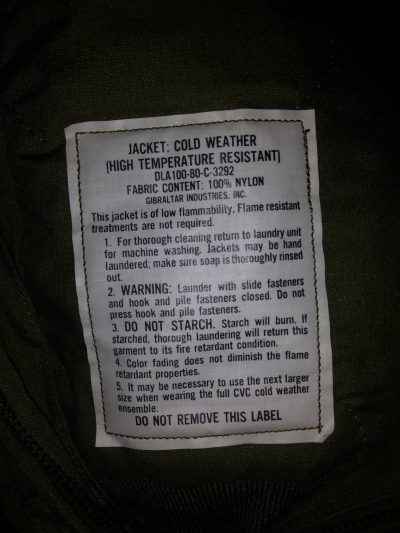 JACKET: COLD WEATHER
(HIGH TEMPERATURE RESISTANT)
DLA100-80-C-3292
FABRIC CONTENT: 100% NYLON
GIBRALTAR INDUSTRIES, INC.
This jacket is of low flammability. Flame resistant
treatments are not required.
1. For thorough cleaning return to laundry unit
for machine washing. Jackets may be hand
laundered; make sure soap is thoroughly rinsed
out.
2. WARNING: Launder with slide fasteners
and hook and pile fasteners closed. Do not
press hook and pile fasteners.
3. DO NOT STARCH. Starch will burn. If
starched, thorough laundering will return this
garment to its fire retardant condition.
4. Color fading does not diminish the flame
retardant properties.
5. It may be necessary to use the next larger
size when wearing the full CVC cold weather
ensemble.
DO NOT REMOVE THIS LABEL